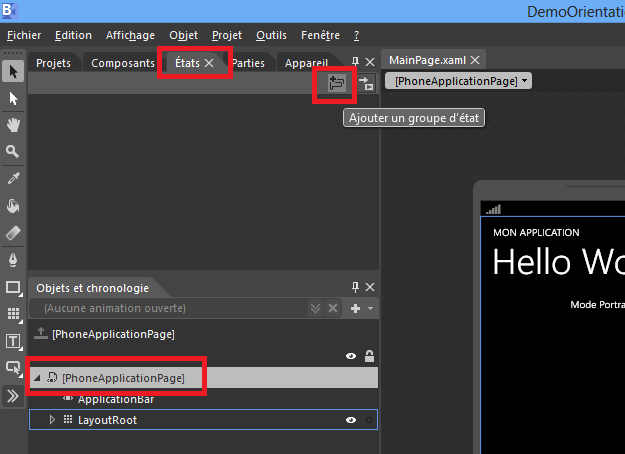 B
DemoOrientati
Fichier Edition Affichage Objet Projet Outils Fenêtre ?
Projets Composants États Parties Appareil
MainPage.xaml
[PhoneApplicationPage]
Ajouter un groupe d'état
MON APPLICATION
Hello Wo
Mode Portra
Objets et chronologie
(Aucune animation ouverte)
[PhoneApplicationPage]
[PhoneApplicationPage]
ApplicationBar
LayoutRoot
T